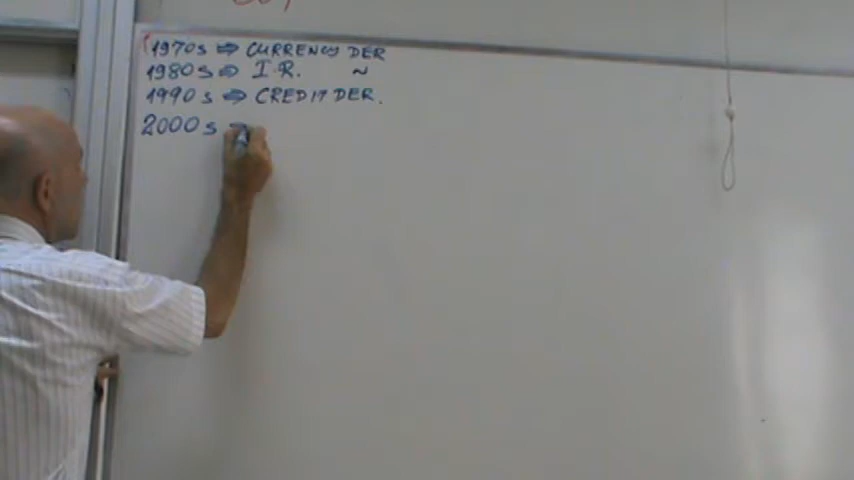 1970s ⇒ CURRENCY DER
1980s ⇒ I.R. ~
1990s ⇒ CREDIT DER.
2000s ⇒